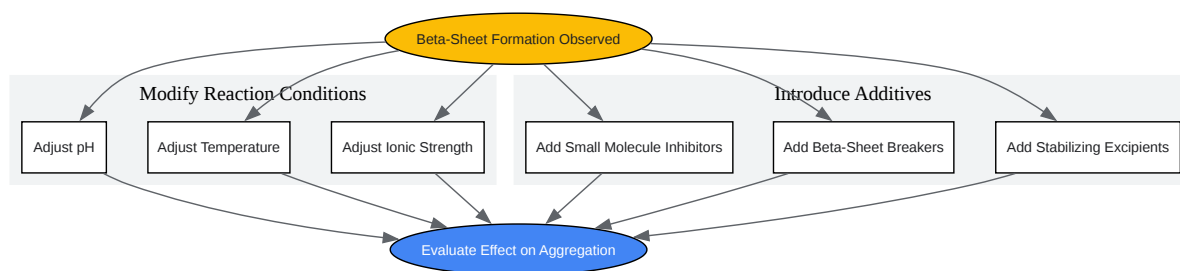 Beta-Sheet Formation Observed
Modify Reaction Conditions
Introduce Additives
Adjust pH
Adjust Temperature
Adjust Ionic Strength
Add Small Molecule Inhibitors
Add Beta-Sheet Breakers
Add Stabilizing Excipients
Evaluate Effect on Aggregation